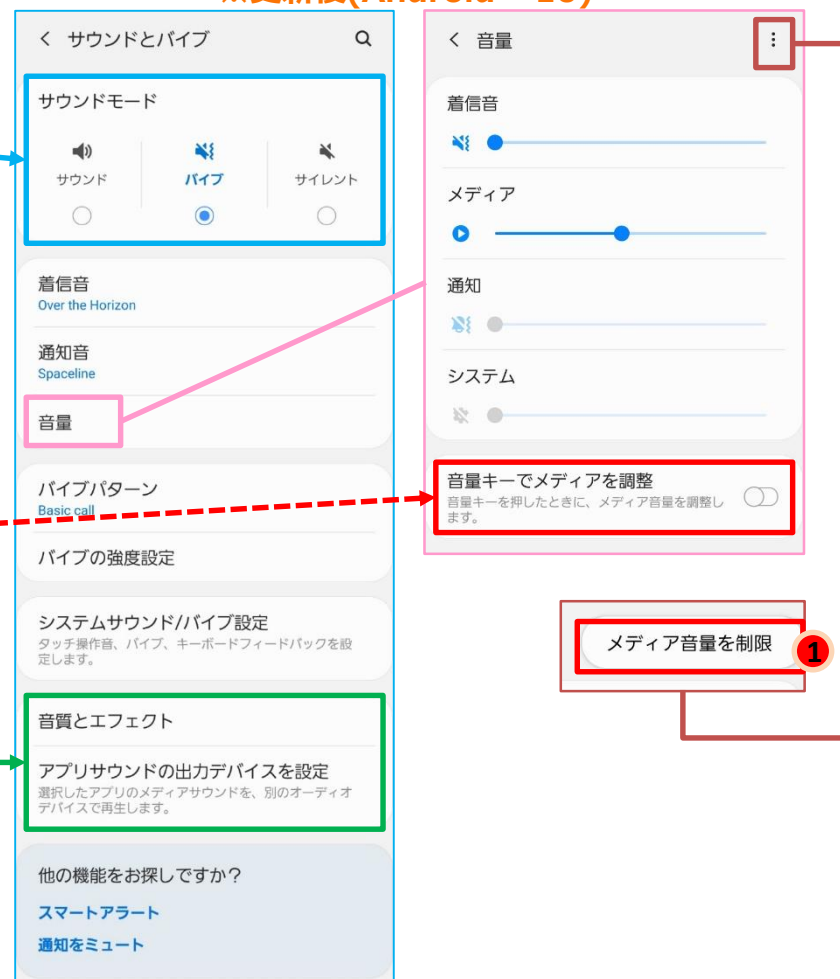 サウンドとバイブ
サウンドモード
サウンド
バイブ
サイレント
着信音
Over the Horizon
通知音
Spaceline
音量
バイブパターン
Basic call
バイブの強度設定
システムサウンド/バイブ設定
タッチ操作音、バイブ、キーボードフィードバックを設
定します。
音質とエフェクト
アプリサウンドの出力デバイスを設定
選択したアプリのメディアサウンドを、別のオーディオ
デバイスで再生します。
他の機能をお探しですか？
スマートアラート
通知をミュート
音量
着信音
メディア
通知
システム
音量キーでメディアを調整
音量キーを押したときに、メディア音量を調整し
ます。
メディア音量を制限
1